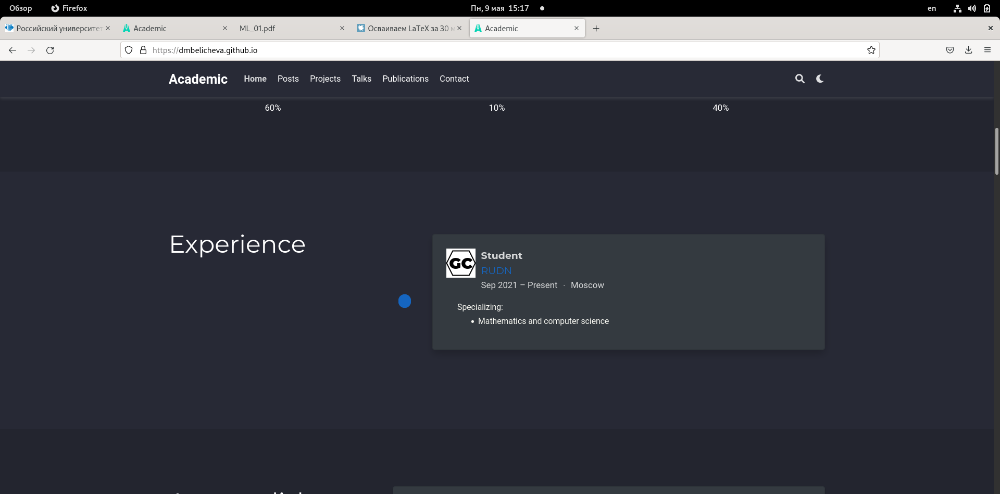 Обзор Firefox Пн, 9 мая 15:17 en
Российский университет Academic ML_01.pdf Осваиваем LaTeX за 30 м Academic
https://dmbelicheva.github.io
Academic Home Posts Projects Talks Publications Contact
60% 10% 40%
Experience
GC
Student
RUDN
Sep 2021 – Present · Moscow
Specializing:
• Mathematics and computer science